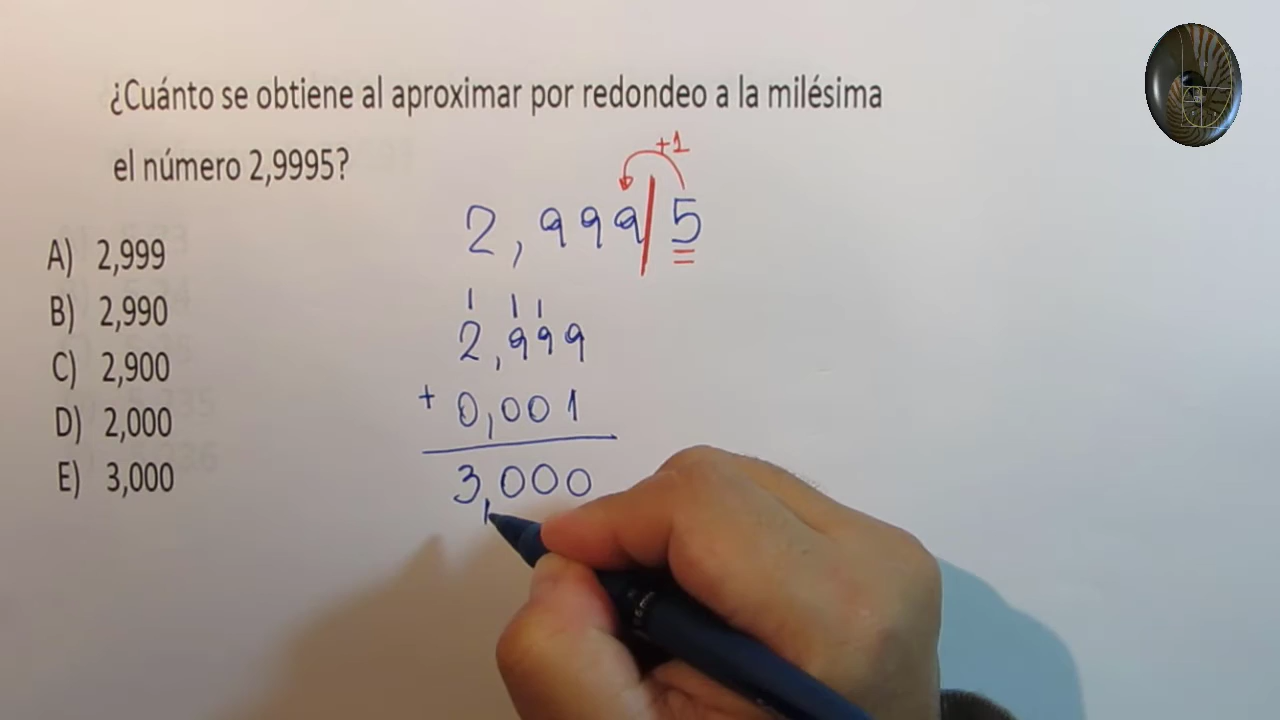 ¿Cuánto se obtiene al aproximar por redondeo a la milésima
el número 2,9995?
+1
2,999|5
A) 2,999
B) 2,990
C) 2,900
D) 2,000
E) 3,000
1 1 1
2,999
+ 0,001
3,000